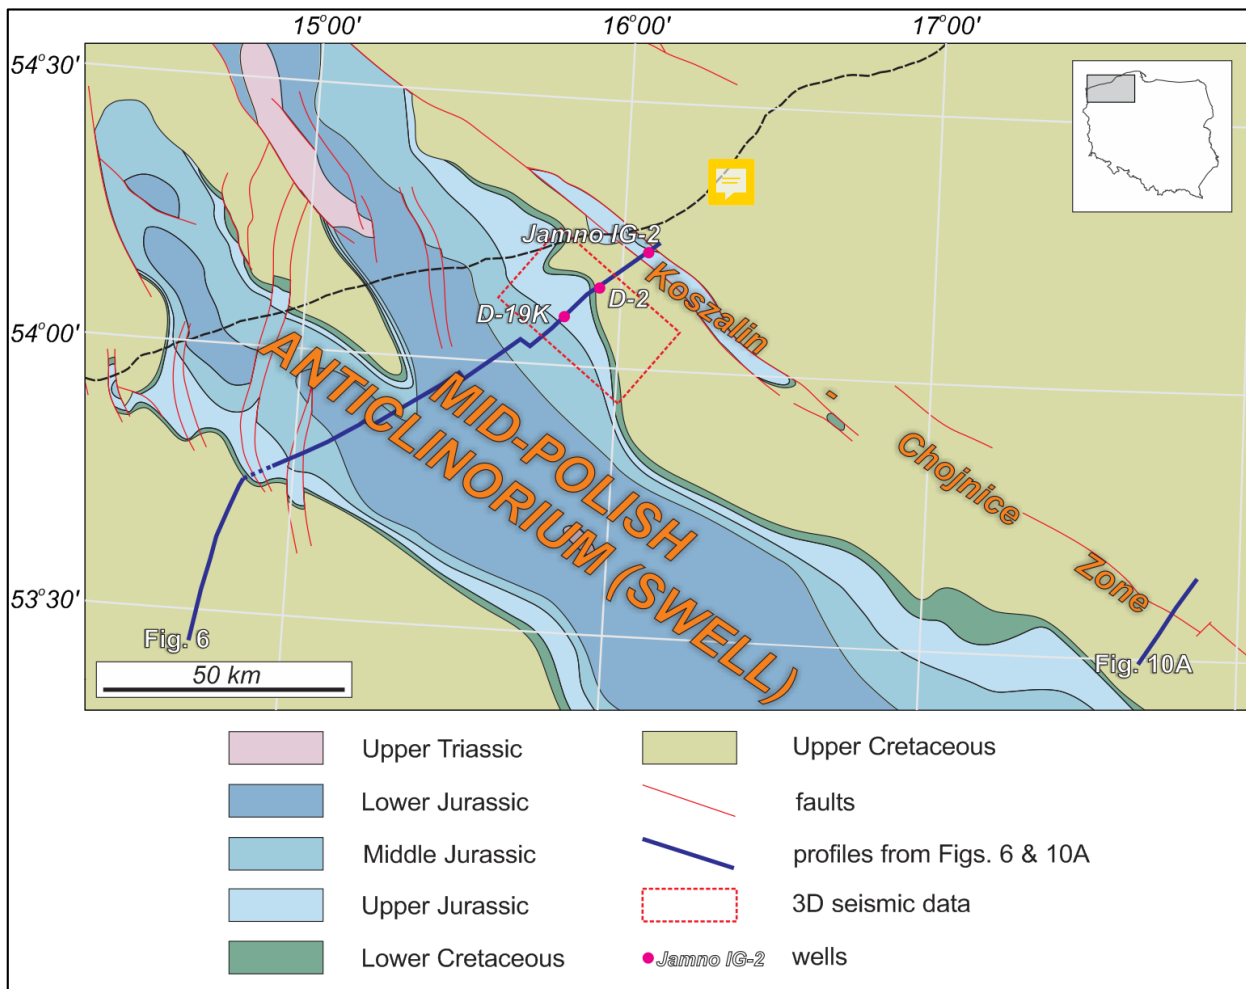 15°00'
16°00'
17°00'
54°30'
54°00'
53°30'
Jamno IG-2
D-2
D-19K
Koszalin
-
Chojnice
Zone
MID-POLISH
ANTICLINORIUM (SWELL)
Fig. 6
Fig. 10A
50 km
Upper Triassic
Lower Jurassic
Middle Jurassic
Upper Jurassic
Lower Cretaceous
Upper Cretaceous
faults
profiles from Figs. 6 & 10A
3D seismic data
Jamno IG-2
wells